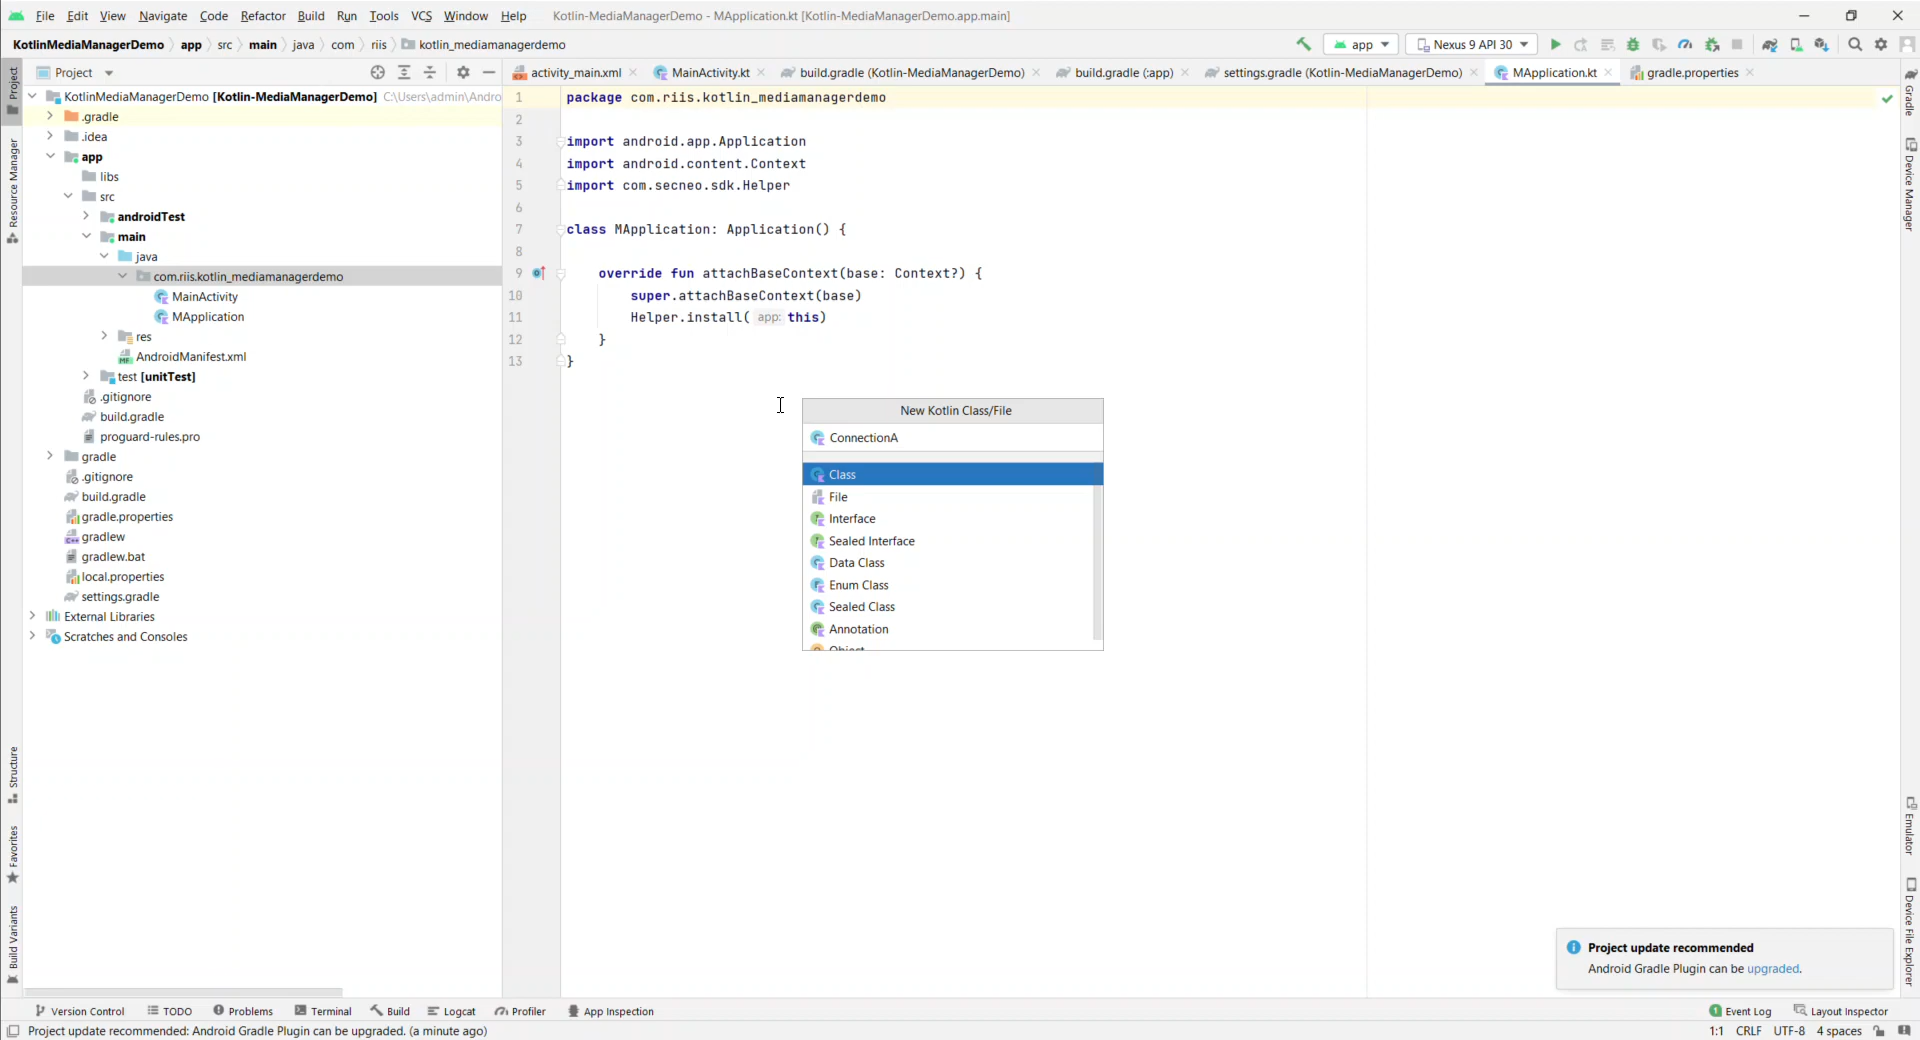 File Edit View Navigate Code Refactor Build Run Tools VCS Window Help Kotlin-MediaManagerDemo - MApplication.kt [Kotlin-MediaManagerDemo.app.main]
KotlinMediaManagerDemo app src main java com riis kotlin_mediamanagerdemo app Nexus 9 API 30
Project
activity_main.xml MainActivity.kt build.gradle (Kotlin-MediaManagerDemo) build.gradle (:app) settings.gradle (Kotlin-MediaManagerDemo) MApplication.kt gradle.properties
Project
Resource Manager
Structure
Favorites
Build Variants
KotlinMediaManagerDemo [Kotlin-MediaManagerDemo] C:\Users\admin\Andro
.gradle
.idea
app
libs
src
androidTest
main
java
com.riis.kotlin_mediamanagerdemo
MainActivity
MApplication
res
AndroidManifest.xml
test [unitTest]
.gitignore
build.gradle
proguard-rules.pro
gradle
.gitignore
build.gradle
gradle.properties
gradlew
gradlew.bat
local.properties
settings.gradle
External Libraries
Scratches and Consoles
1 package com.riis.kotlin_mediamanagerdemo
2
3 import android.app.Application
4 import android.content.Context
5 import com.secneo.sdk.Helper
6
7 class MApplication: Application() {
8
9 override fun attachBaseContext(base: Context?) {
10 super.attachBaseContext(base)
11 Helper.install( app: this)
12 }
13 }
New Kotlin Class/File
ConnectionA
Class
File
Interface
Sealed Interface
Data Class
Enum Class
Sealed Class
Annotation
Object
Gradle
Device Manager
Emulator
Device File Explorer
Project update recommended
Android Gradle Plugin can be upgraded.
Version Control TODO Problems Terminal Build Logcat Profiler App Inspection 1 Event Log Layout Inspector
Project update recommended: Android Gradle Plugin can be upgraded. (a minute ago) 1:1 CRLF UTF-8 4 spaces